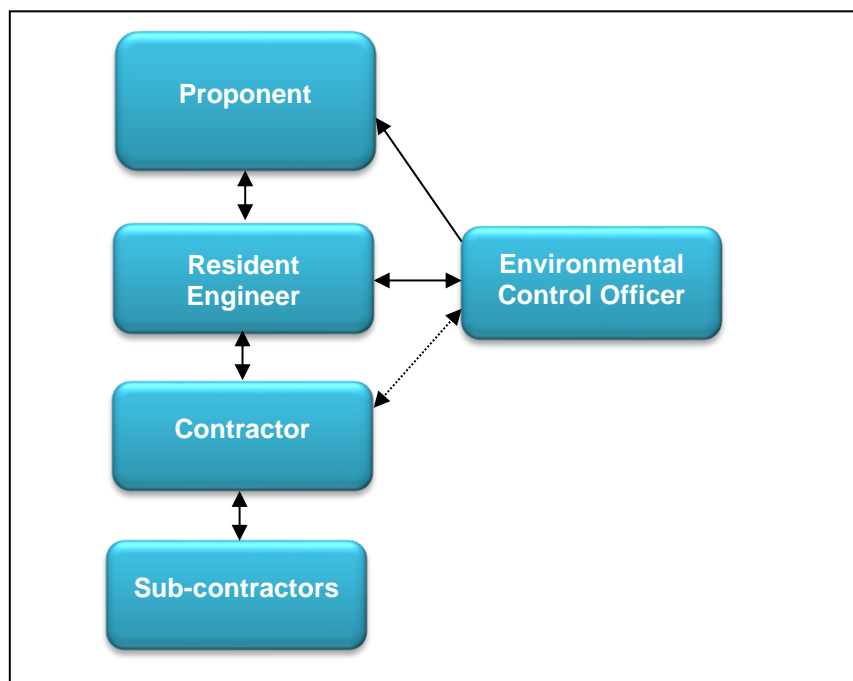 Proponent
Resident
Engineer
Environmental
Control Officer
Contractor
Sub-contractors